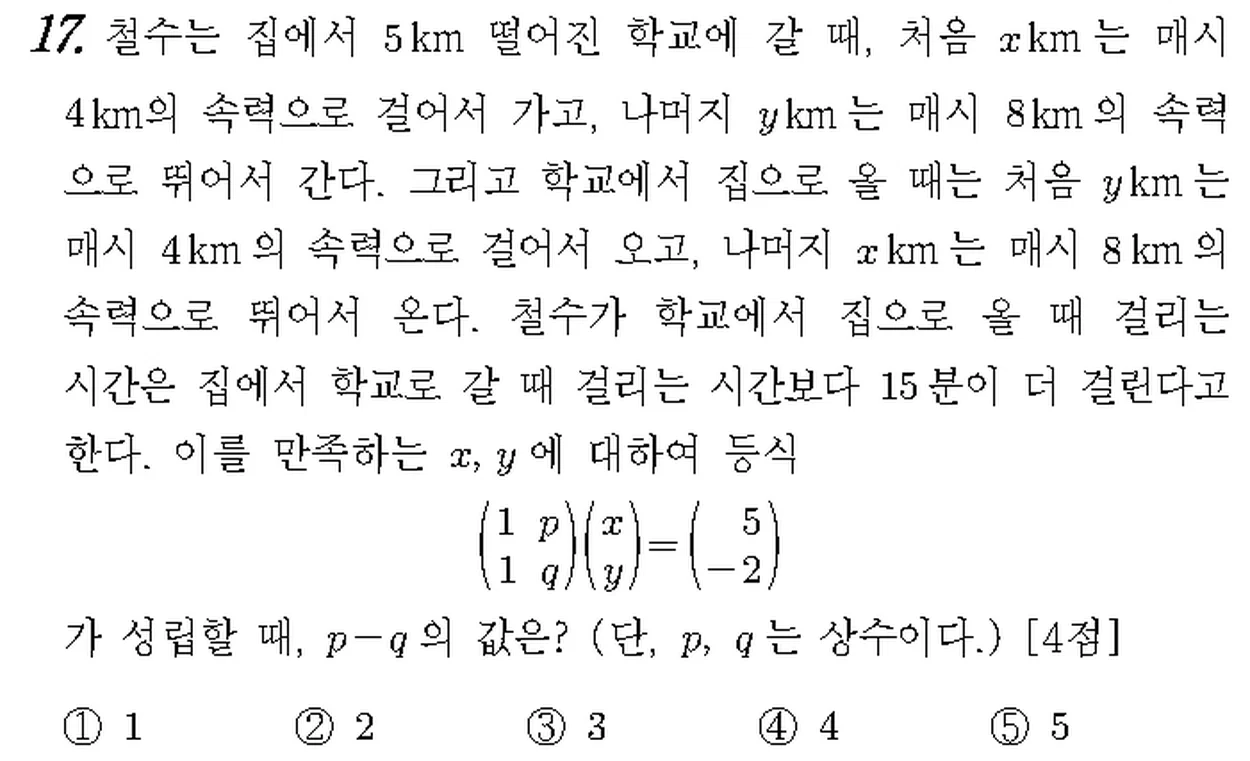 17. 철수는 집에서 5km 떨어진 학교에 갈 때, 처음 xkm는 매시
4km의 속력으로 걸어서 가고, 나머지 ykm는 매시 8km의 속력
으로 뛰어서 간다. 그리고 학교에서 집으로 올 때는 처음 ykm는
매시 4km의 속력으로 걸어서 오고, 나머지 xkm는 매시 8km의
속력으로 뛰어서 온다. 철수가 학교에서 집으로 올 때 걸리는
시간은 집에서 학교로 갈 때 걸리는 시간보다 15분이 더 걸린다고
한다. 이를 만족하는 x, y에 대하여 등식
(1 p) (x) = ( 5)
(1 q) (y) (-2)
가 성립할 때, p-q의 값은? (단, p, q는 상수이다.) [4점]
① 1 ② 2 ③ 3 ④ 4 ⑤ 5